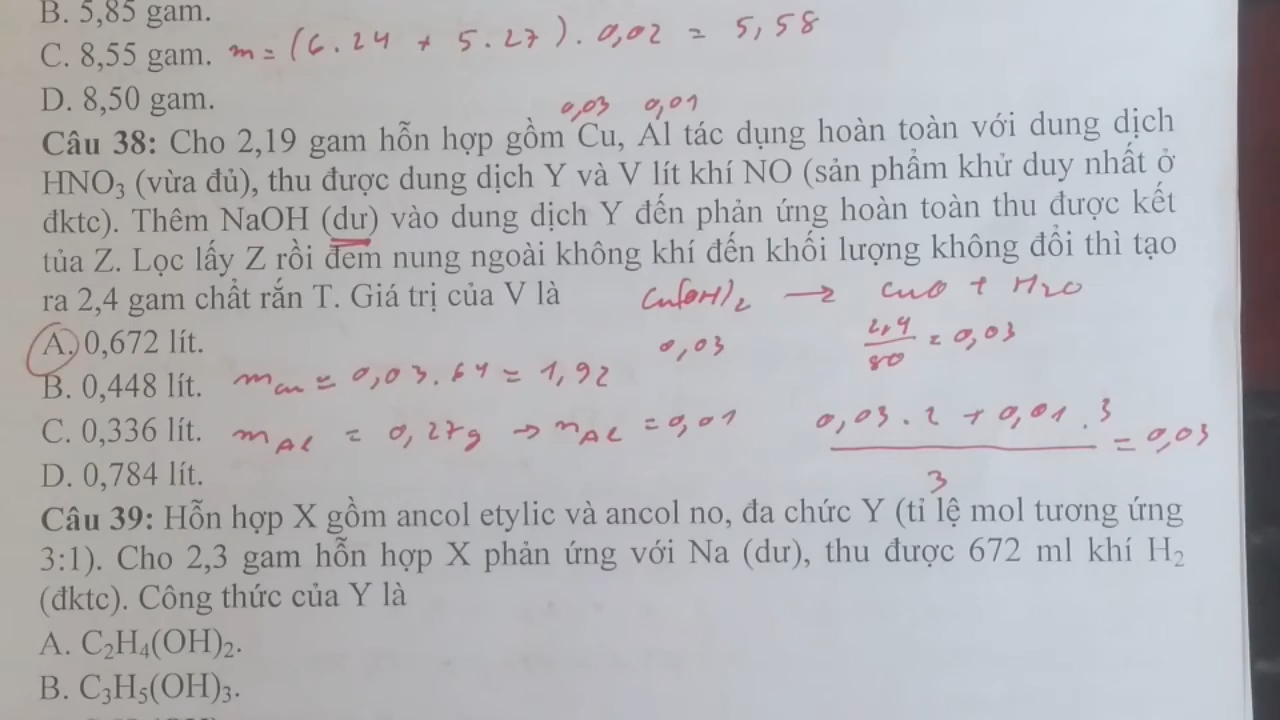 B. 5,85 gam.
C. 8,55 gam. m = (6.24 + 5.27). 0,02 = 5,58
D. 8,50 gam.
0,03 0,01
Câu 38: Cho 2,19 gam hỗn hợp gồm Cu, Al tác dụng hoàn toàn với dung dịch
HNO₃ (vừa đủ), thu được dung dịch Y và V lít khí NO (sản phẩm khử duy nhất ở
đktc). Thêm NaOH (dư) vào dung dịch Y đến phản ứng hoàn toàn thu được kết
tủa Z. Lọc lấy Z rồi đem nung ngoài không khí đến khối lượng không đổi thì tạo
ra 2,4 gam chất rắn T. Giá trị của V là Cu(OH)₂ → CuO + H₂O
A. 0,672 lít. 0,03 2,4/80 = 0,03
B. 0,448 lít. mCu = 0,03.64 = 1,92
C. 0,336 lít. mAl = 0,27g → nAl = 0,01 (0,03.2 + 0,01.3)/3 = 0,03
D. 0,784 lít.
Câu 39: Hỗn hợp X gồm ancol etylic và ancol no, đa chức Y (tỉ lệ mol tương ứng
3:1). Cho 2,3 gam hỗn hợp X phản ứng với Na (dư), thu được 672 ml khí H₂
(đktc). Công thức của Y là
A. C₂H₄(OH)₂.
B. C₃H₅(OH)₃.